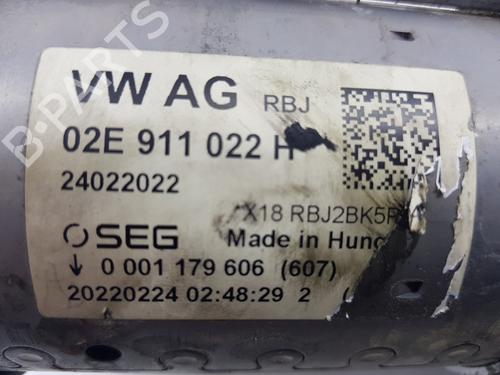 VW AG RBJ
02E 911 022 H
24022022
SEG Made in
0 001 179 606 (607)
20220224 02:48:29 2
B-PARTS